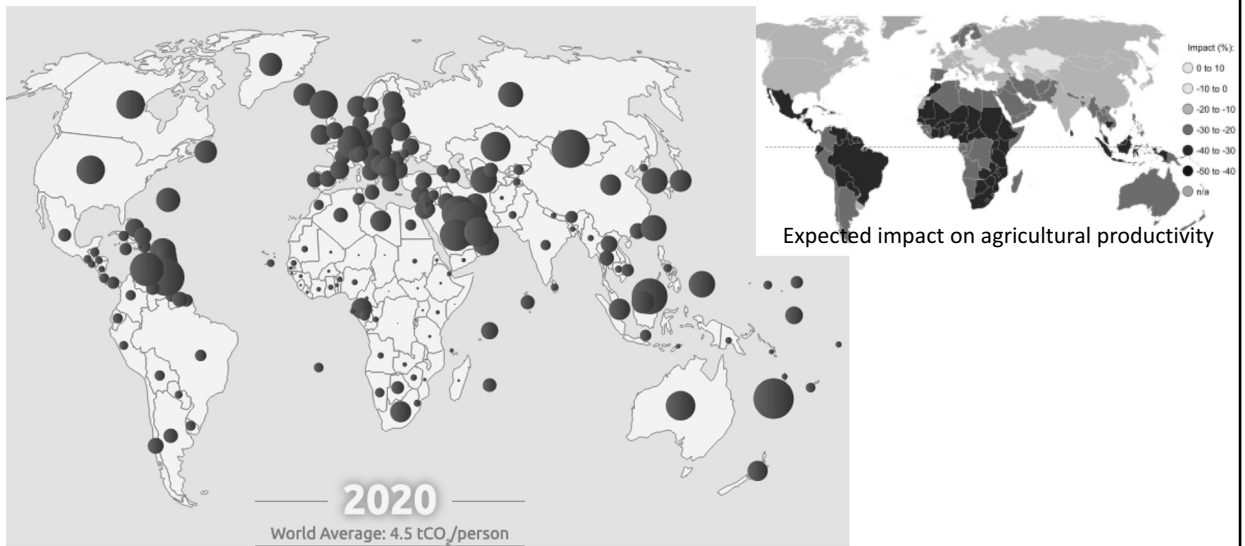 Impact (%):
0 to 10
-10 to 0
-20 to -10
-30 to -20
-40 to -30
-50 to -40
n/a
Expected impact on agricultural productivity
2020
World Average: 4.5 tCO₂/person